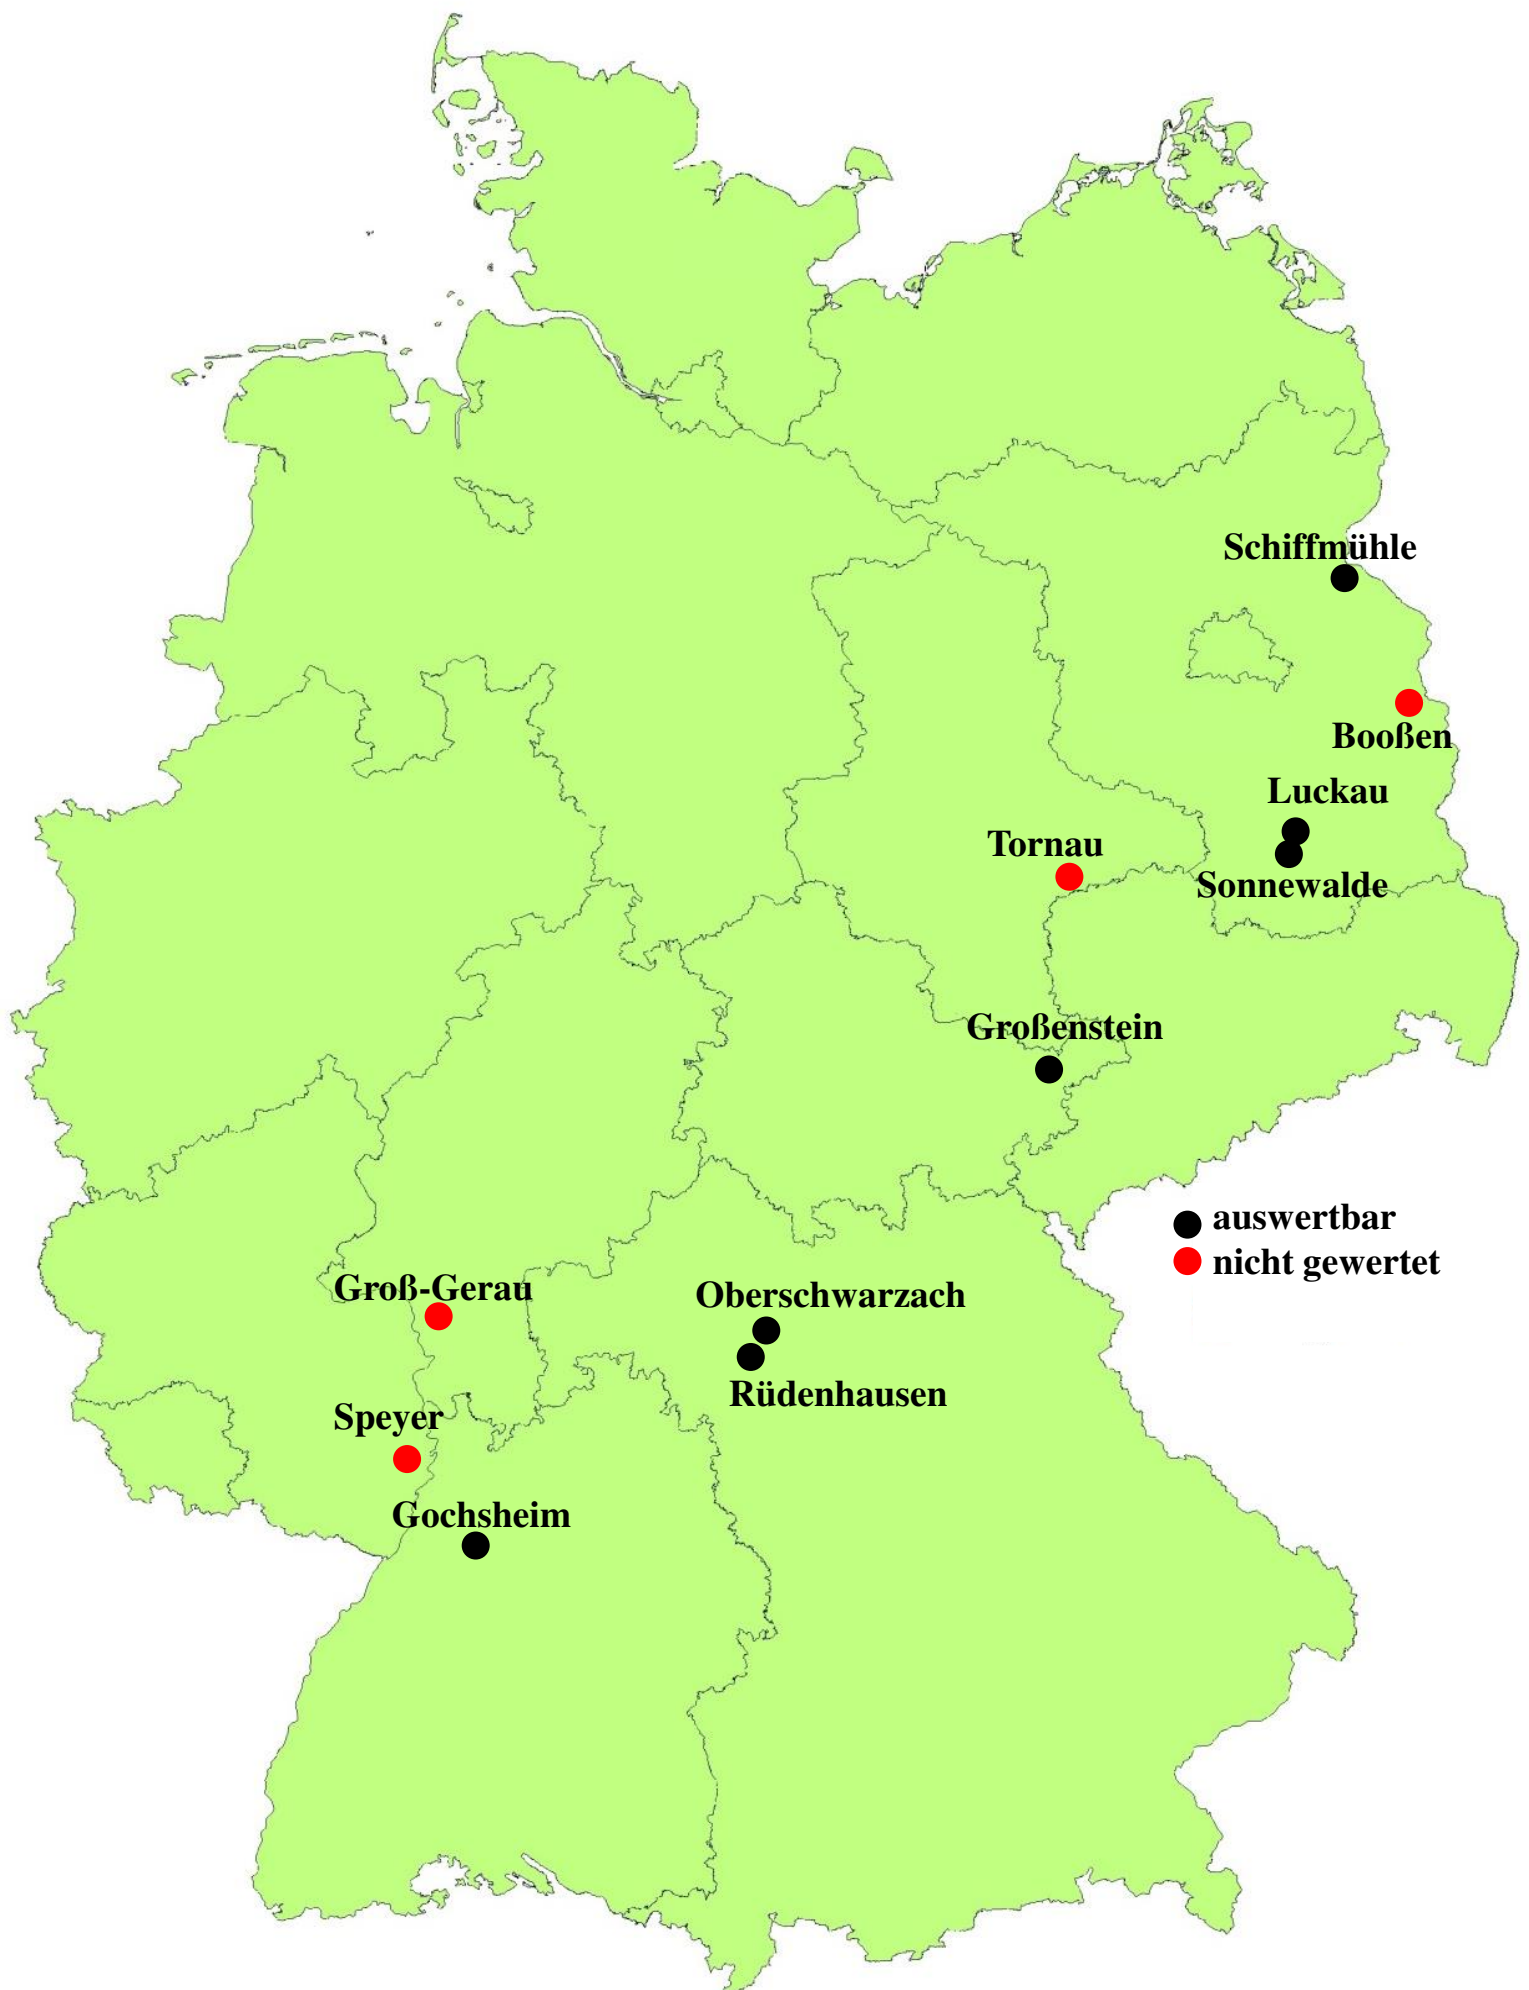 Schiffmühle
Booßen
Luckau
Tornau
Sonnewalde
Großenstein
auswertbar
nicht gewertet
Groß-Gerau
Oberschwarzach
Rüdenhausen
Speyer
Gochsheim